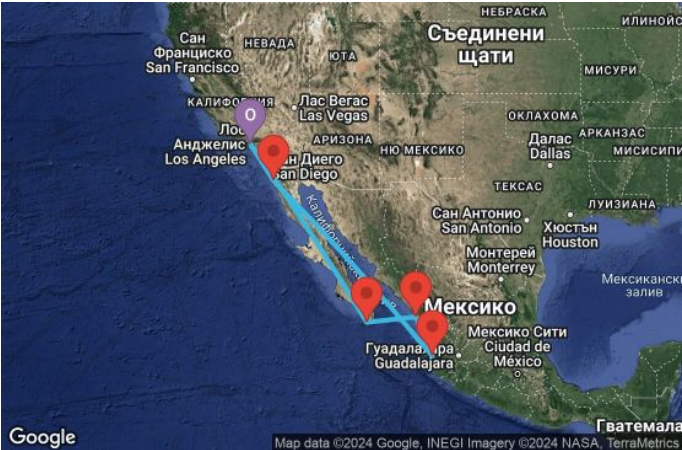 НЕБРАСКА
ИЛИНОЙС
Съединени
щати
Сан
Франциско
San Francisco
НЕВАДА
ЮТА
МИСУРИ
КАЛИФОРНИЯ
Лас Вегас
Las Vegas
O
ОКЛАХОМА
Лос
Анджелис
Los Angeles
АРИЗОНА
НЮ МЕКСИКО
Далас
Dallas
АРКАНЗАС
МИСИСИПИ
Сан Диего
San Diego
ТЕКСАС
ЛУИЗИАНА
Сан Антонио
San Antonio
Хюстън
Houston
Монтерей
Monterrey
Мексикански
залив
Мексико
Гуадалахара
Guadalajara
Мексико Сити
Ciudad de
México
Гватемала
Google
Map data ©2024 Google, INEGI Imagery ©2024 NASA, TerraMetrics